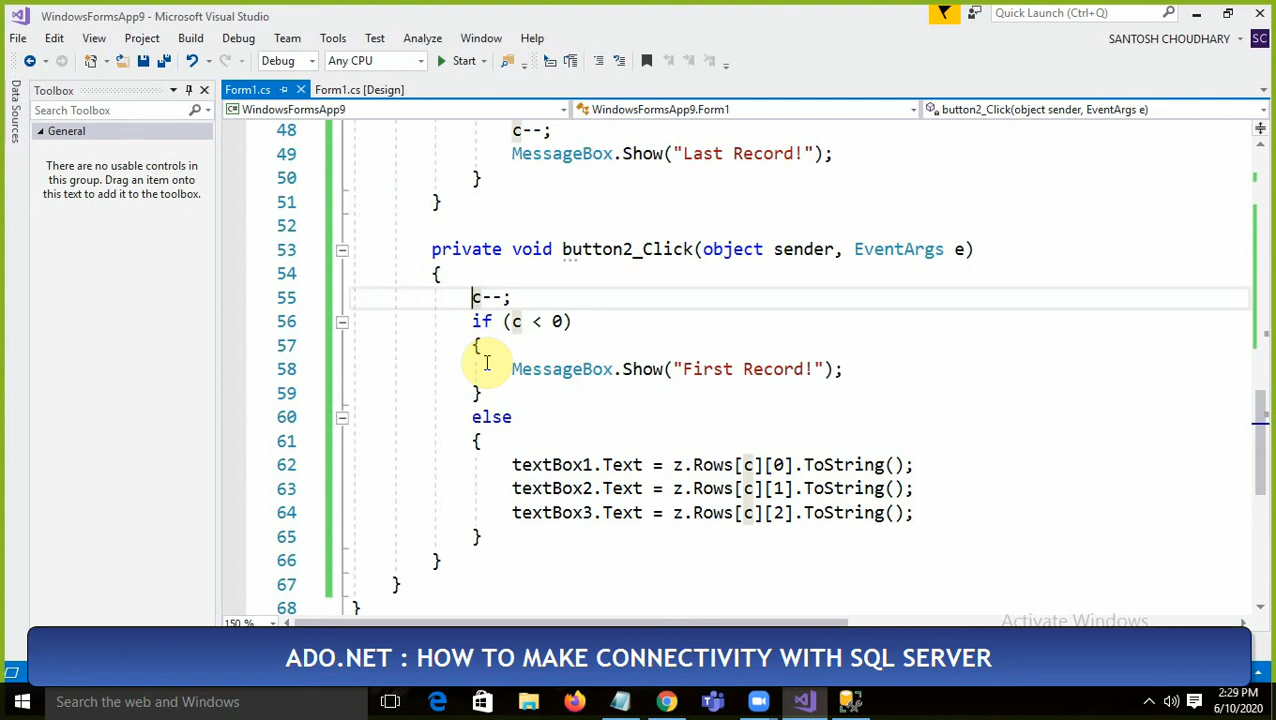 WindowsFormsApp9 - Microsoft Visual Studio
Quick Launch (Ctrl+Q)
File Edit View Project Build Debug Team Tools Test Analyze Window Help
SANTOSH CHOUDHARY SC
Debug Any CPU Start
Data Sources
Toolbox
Form1.cs Form1.cs [Design]
Search Toolbox
WindowsFormsApp9 WindowsFormsApp9.Form1 button2_Click(object sender, EventArgs e)
General
There are no usable controls in
this group. Drag an item onto
this text to add it to the toolbox.
48 c--;
49 MessageBox.Show("Last Record!");
50 }
51 }
52
53 private void button2_Click(object sender, EventArgs e)
54 {
55 c--;
56 if (c < 0)
57 {
58 MessageBox.Show("First Record!");
59 }
60 else
61 {
62 textBox1.Text = z.Rows[c][0].ToString();
63 textBox2.Text = z.Rows[c][1].ToString();
64 textBox3.Text = z.Rows[c][2].ToString();
65 }
66 }
67 }
68 }
150 %
Activate Windows
ADO.NET : HOW TO MAKE CONNECTIVITY WITH SQL SERVER
Search the web and Windows
2:29 PM
6/10/2020